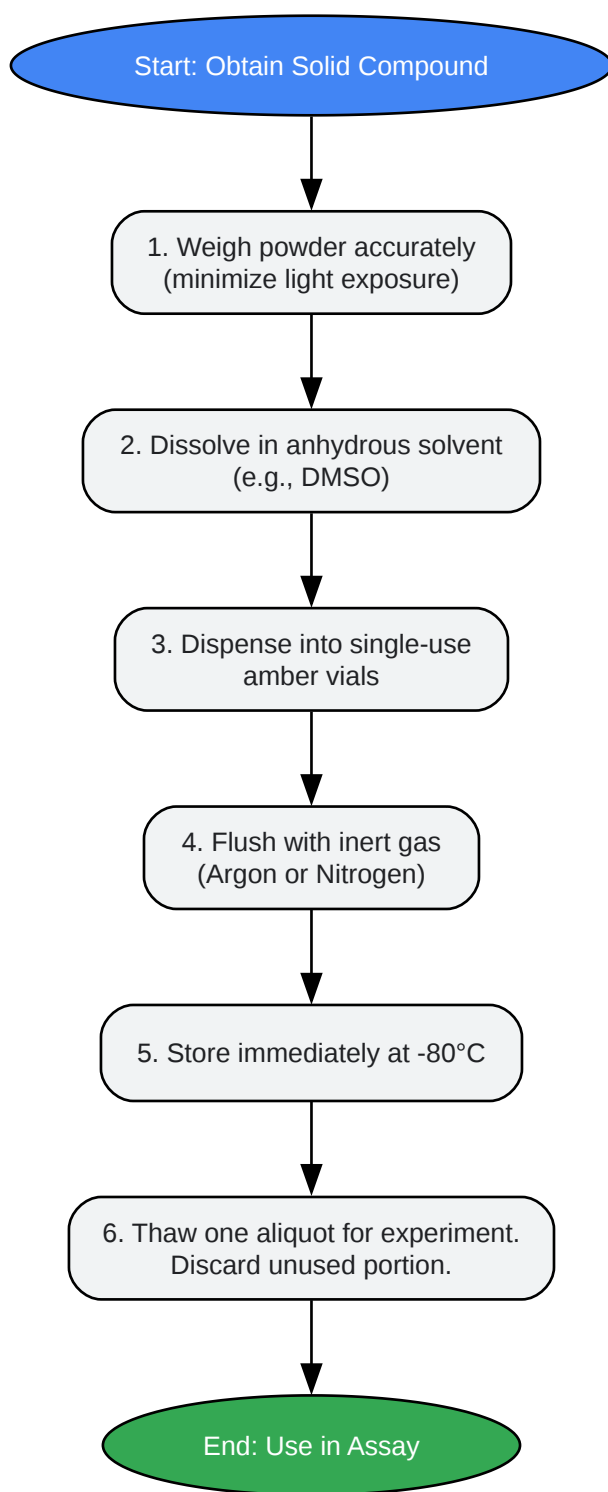 Start: Obtain Solid Compound
1. Weigh powder accurately
(minimize light exposure)
2. Dissolve in anhydrous solvent
(e.g., DMSO)
3. Dispense into single-use
amber vials
4. Flush with inert gas
(Argon or Nitrogen)
5. Store immediately at -80°C
6. Thaw one aliquot for experiment.
Discard unused portion.
End: Use in Assay